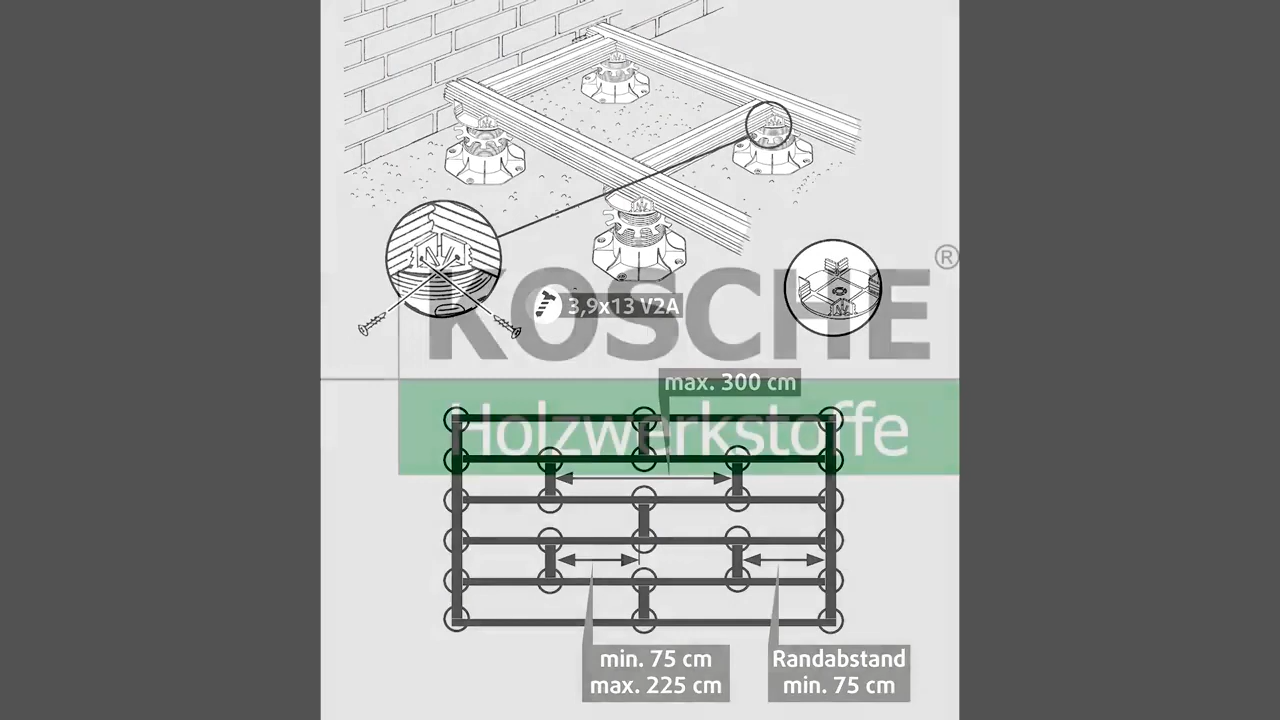 3,9x13 V2A
KOSCHE®
max. 300 cm
Holzwerkstoffe
min. 75 cm
max. 225 cm
Randabstand
min. 75 cm